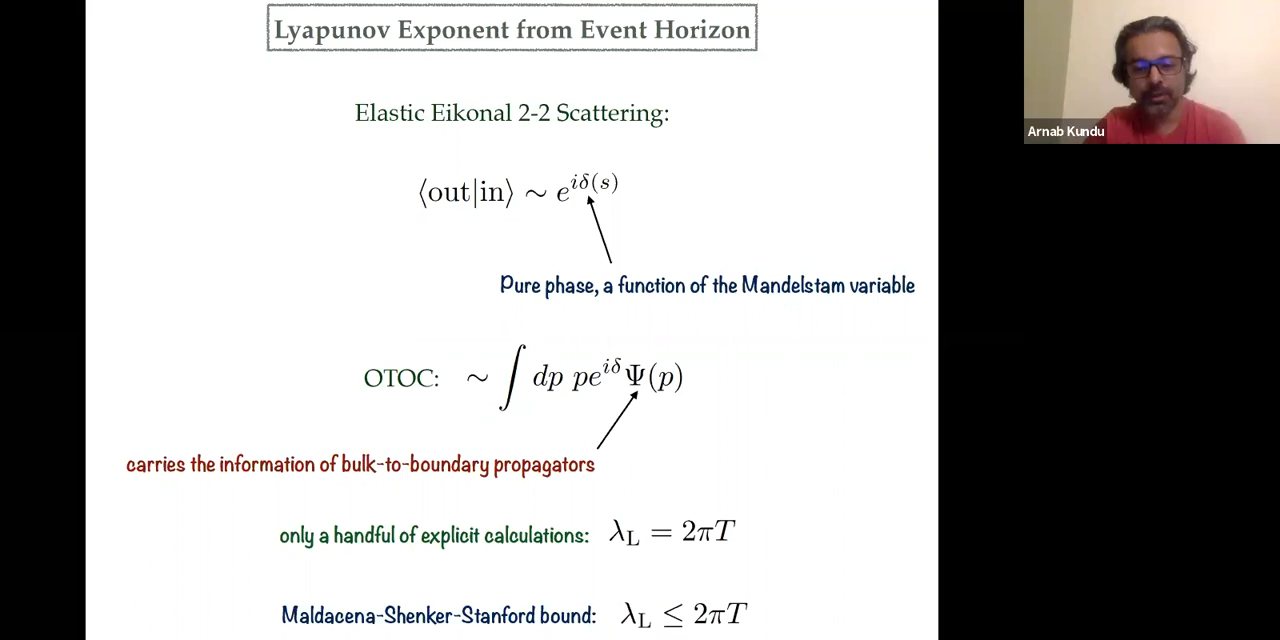 Lyapunov Exponent from Event Horizon
Elastic Eikonal 2-2 Scattering:
⟨out|in⟩ ∼ e^{iδ(s)}
Pure phase, a function of the Mandelstam variable
OTOC: ∼ ∫ dp pe^{iδ} Ψ(p)
carries the information of bulk-to-boundary propagators
only a handful of explicit calculations: λ_L = 2πT
Maldacena-Shenker-Stanford bound: λ_L ≤ 2πT
Arnab Kundu